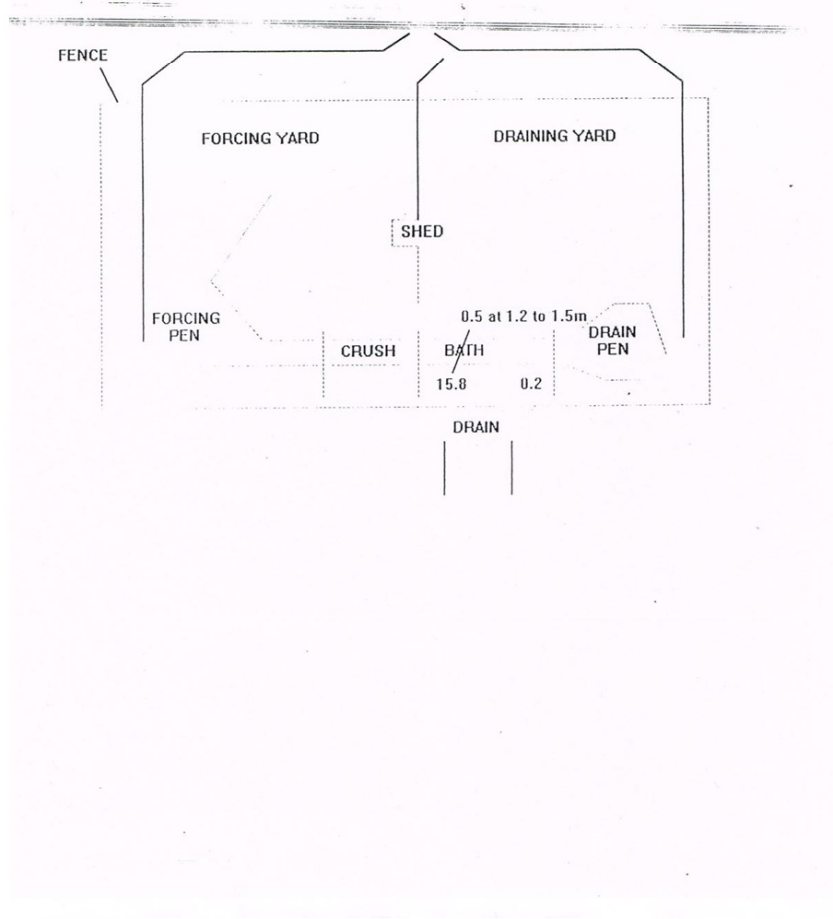 FENCE
FORCING YARD
DRAINING YARD
SHED
FORCING
PEN
0.5 at 1.2 to 1.5m
DRAIN
PEN
CRUSH
BATH
15.8
0.2
DRAIN